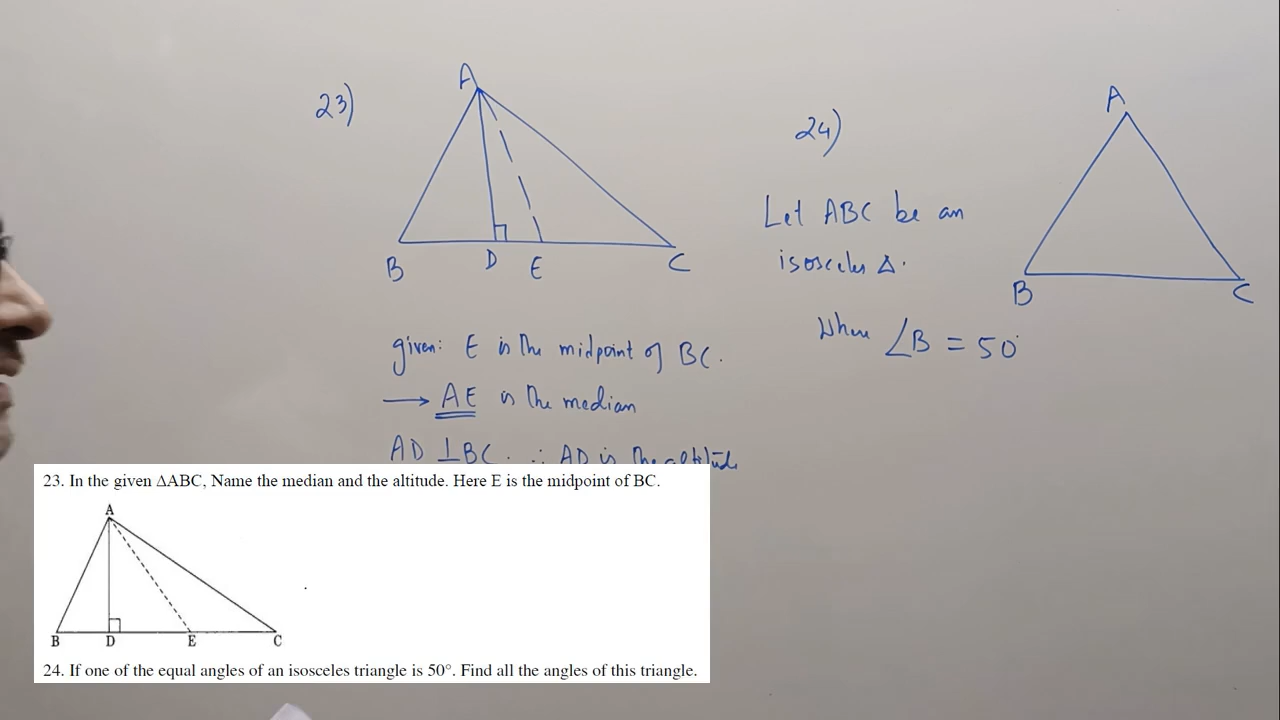 23)
A
B
D
E
C
given: E is the midpoint of BC.
→ AE is the median
AD ⊥BC. ∴ AD is the altitude
24)
A
B
C
Let ABC be an
isosceles Δ.
Where ∠B = 50°
23. In the given ΔABC, Name the median and the altitude. Here E is the midpoint of BC.
A
B
D
E
C
24. If one of the equal angles of an isosceles triangle is 50°. Find all the angles of this triangle.